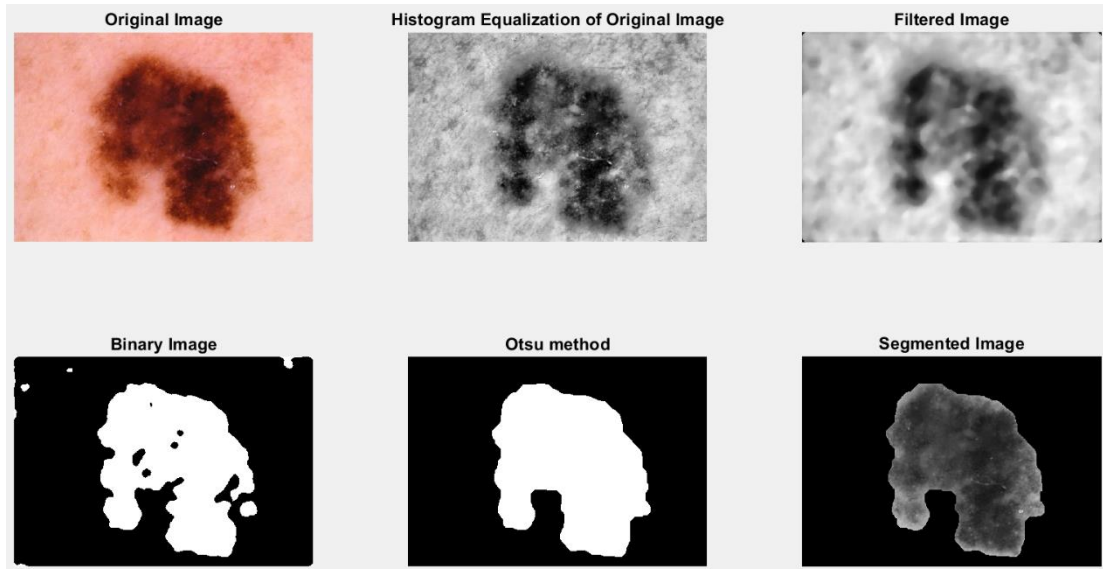 Original Image
Histogram Equalization of Original Image
Filtered Image
Binary Image
Otsu method
Segmented Image